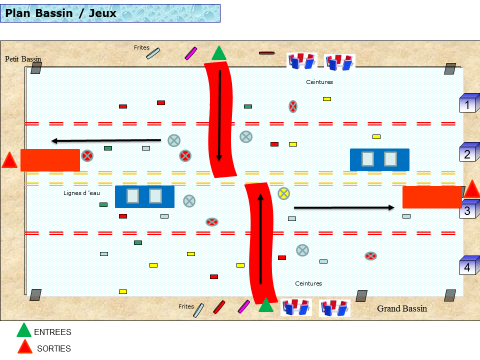 Plan Bassin / Jeux
Frites
Petit Bassin
Ceintures
1
2
Lignes d 'eau
3
4
Ceintures
Frites
Grand Bassin
ENTREES
SORTIES